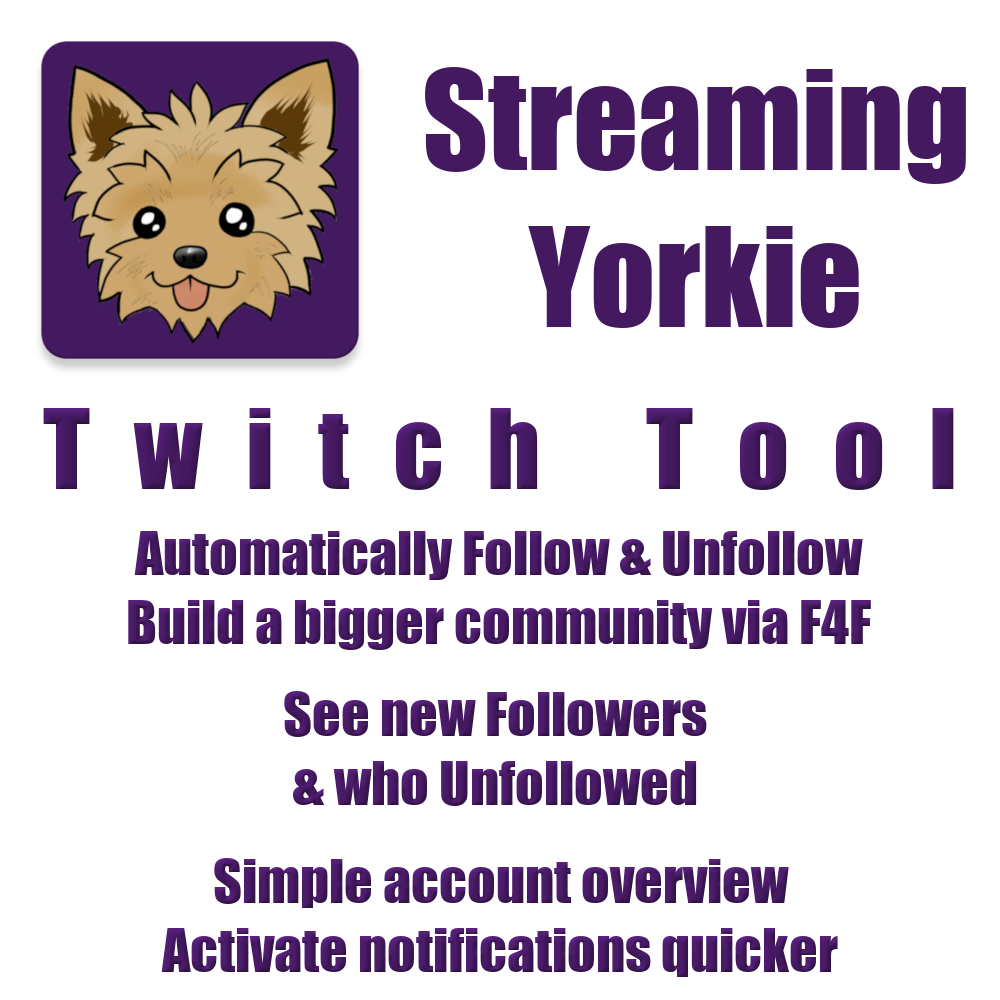 Streaming
Yorkie
Twitch Tool
Automatically Follow & Unfollow
Build a bigger community via F4F
See new Followers
& who Unfollowed
Simple account overview
Activate notifications quicker